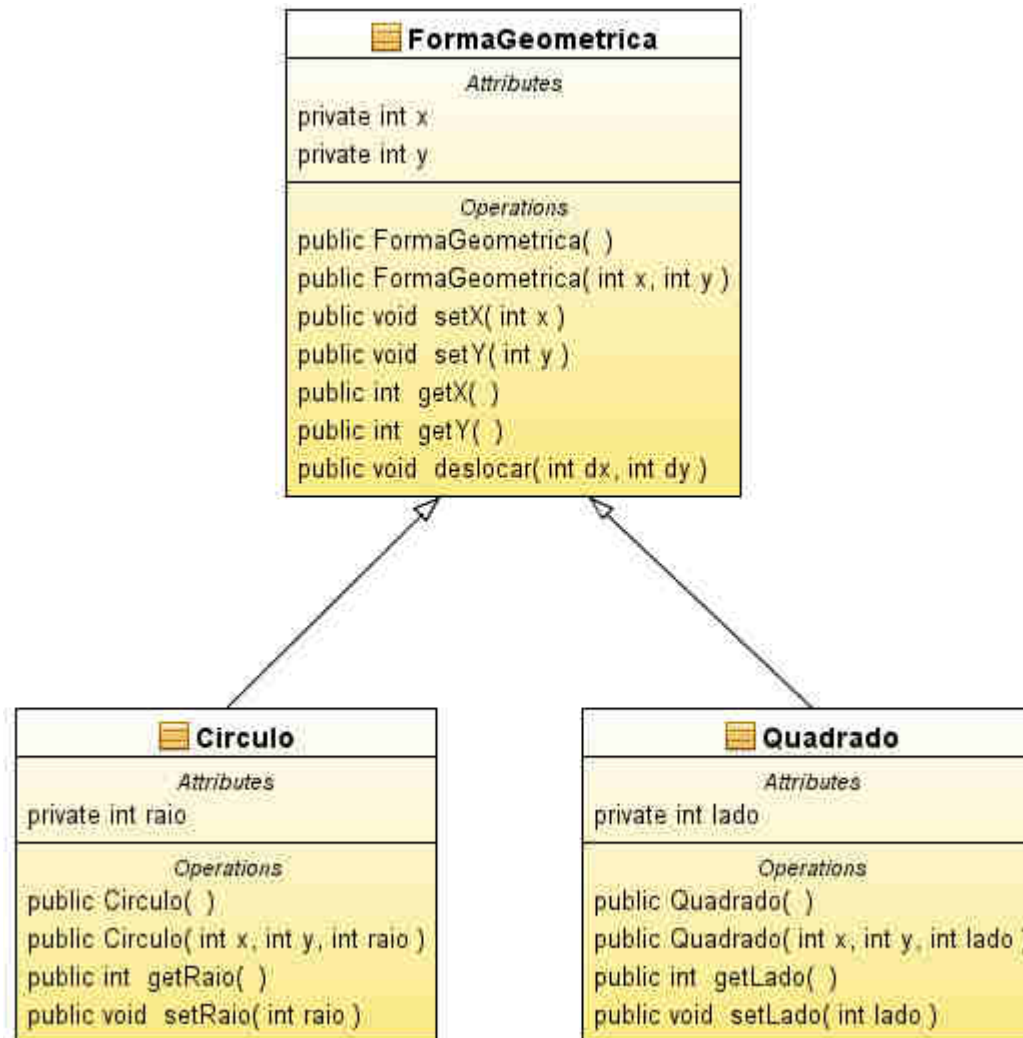 FormaGeometrica
Attributes
private int x
private int y
Operations
public FormaGeometrica( )
public FormaGeometrica( int x, int y )
public void setX( int x )
public void setY( int y )
public int getX( )
public int getY( )
public void deslocar( int dx, int dy )
Circulo
Attributes
private int raio
Operations
public Circulo( )
public Circulo( int x, int y, int raio )
public int getRaio( )
public void setRaio( int raio )
Quadrado
Attributes
private int lado
Operations
public Quadrado( )
public Quadrado( int x, int y, int lado )
public int getLado( )
public void setLado( int lado )